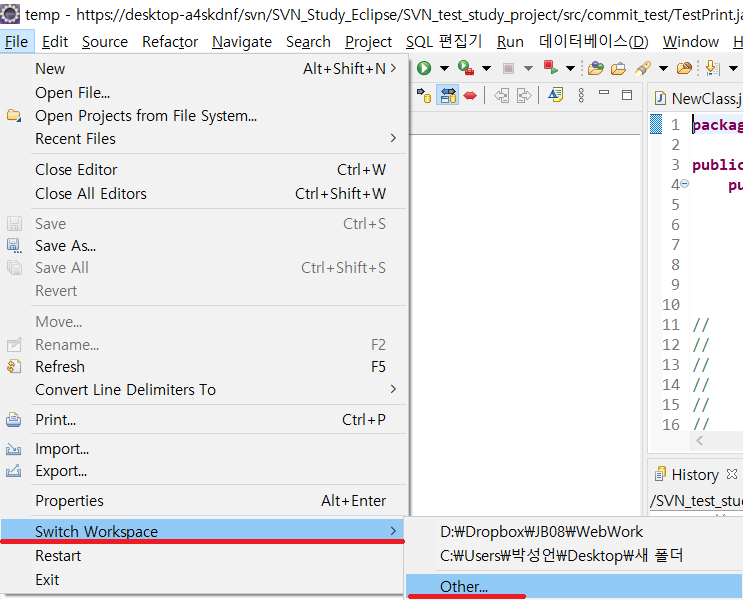 temp - https://desktop-a4skdnf/svn/SVN_Study_Eclipse/SVN_test_study_project/src/commit_test/TestPrint.ja
File Edit Source Refactor Navigate Search Project SQL 편집기 Run 데이터베이스(D) Window H
New Alt+Shift+N
Open File...
Open Projects from File System...
Recent Files
Close Editor Ctrl+W
Close All Editors Ctrl+Shift+W
Save Ctrl+S
Save As...
Save All Ctrl+Shift+S
Revert
Move...
Rename... F2
Refresh F5
Convert Line Delimiters To
Print... Ctrl+P
Import...
Export...
Properties Alt+Enter
Switch Workspace
Restart
Exit
D:₩Dropbox₩JB08₩WebWork
C:₩Users₩박성언₩Desktop₩새 폴더
Other...
NewClass.j
1 packag
2
3 public
4 pu
5
6
7
8
9
10
11 //
12 //
13 //
14 //
15 //
16 //
History
/SVN_test_stud